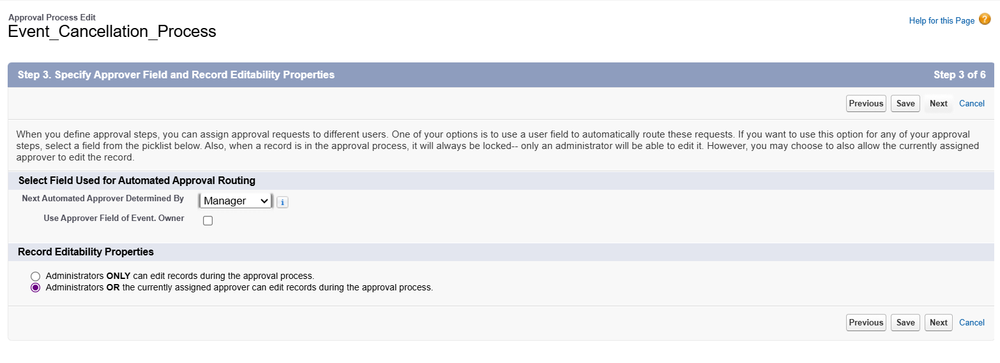 Approval Process Edit
Event_Cancellation_Process
Help for this Page ?
Step 3. Specify Approver Field and Record Editability Properties
Step 3 of 6
Previous Save Next Cancel
When you define approval steps, you can assign approval requests to different users. One of your options is to use a user field to automatically route these requests. If you want to use this option for any of your approval
steps, select a field from the picklist below. Also, when a record is in the approval process, it will always be locked-- only an administrator will be able to edit it. However, you may choose to also allow the currently assigned
approver to edit the record.
Select Field Used for Automated Approval Routing
Next Automated Approver Determined By Manager i
Use Approver Field of Event. Owner
Record Editability Properties
Administrators ONLY can edit records during the approval process.
Administrators OR the currently assigned approver can edit records during the approval process.
Previous Save Next Cancel